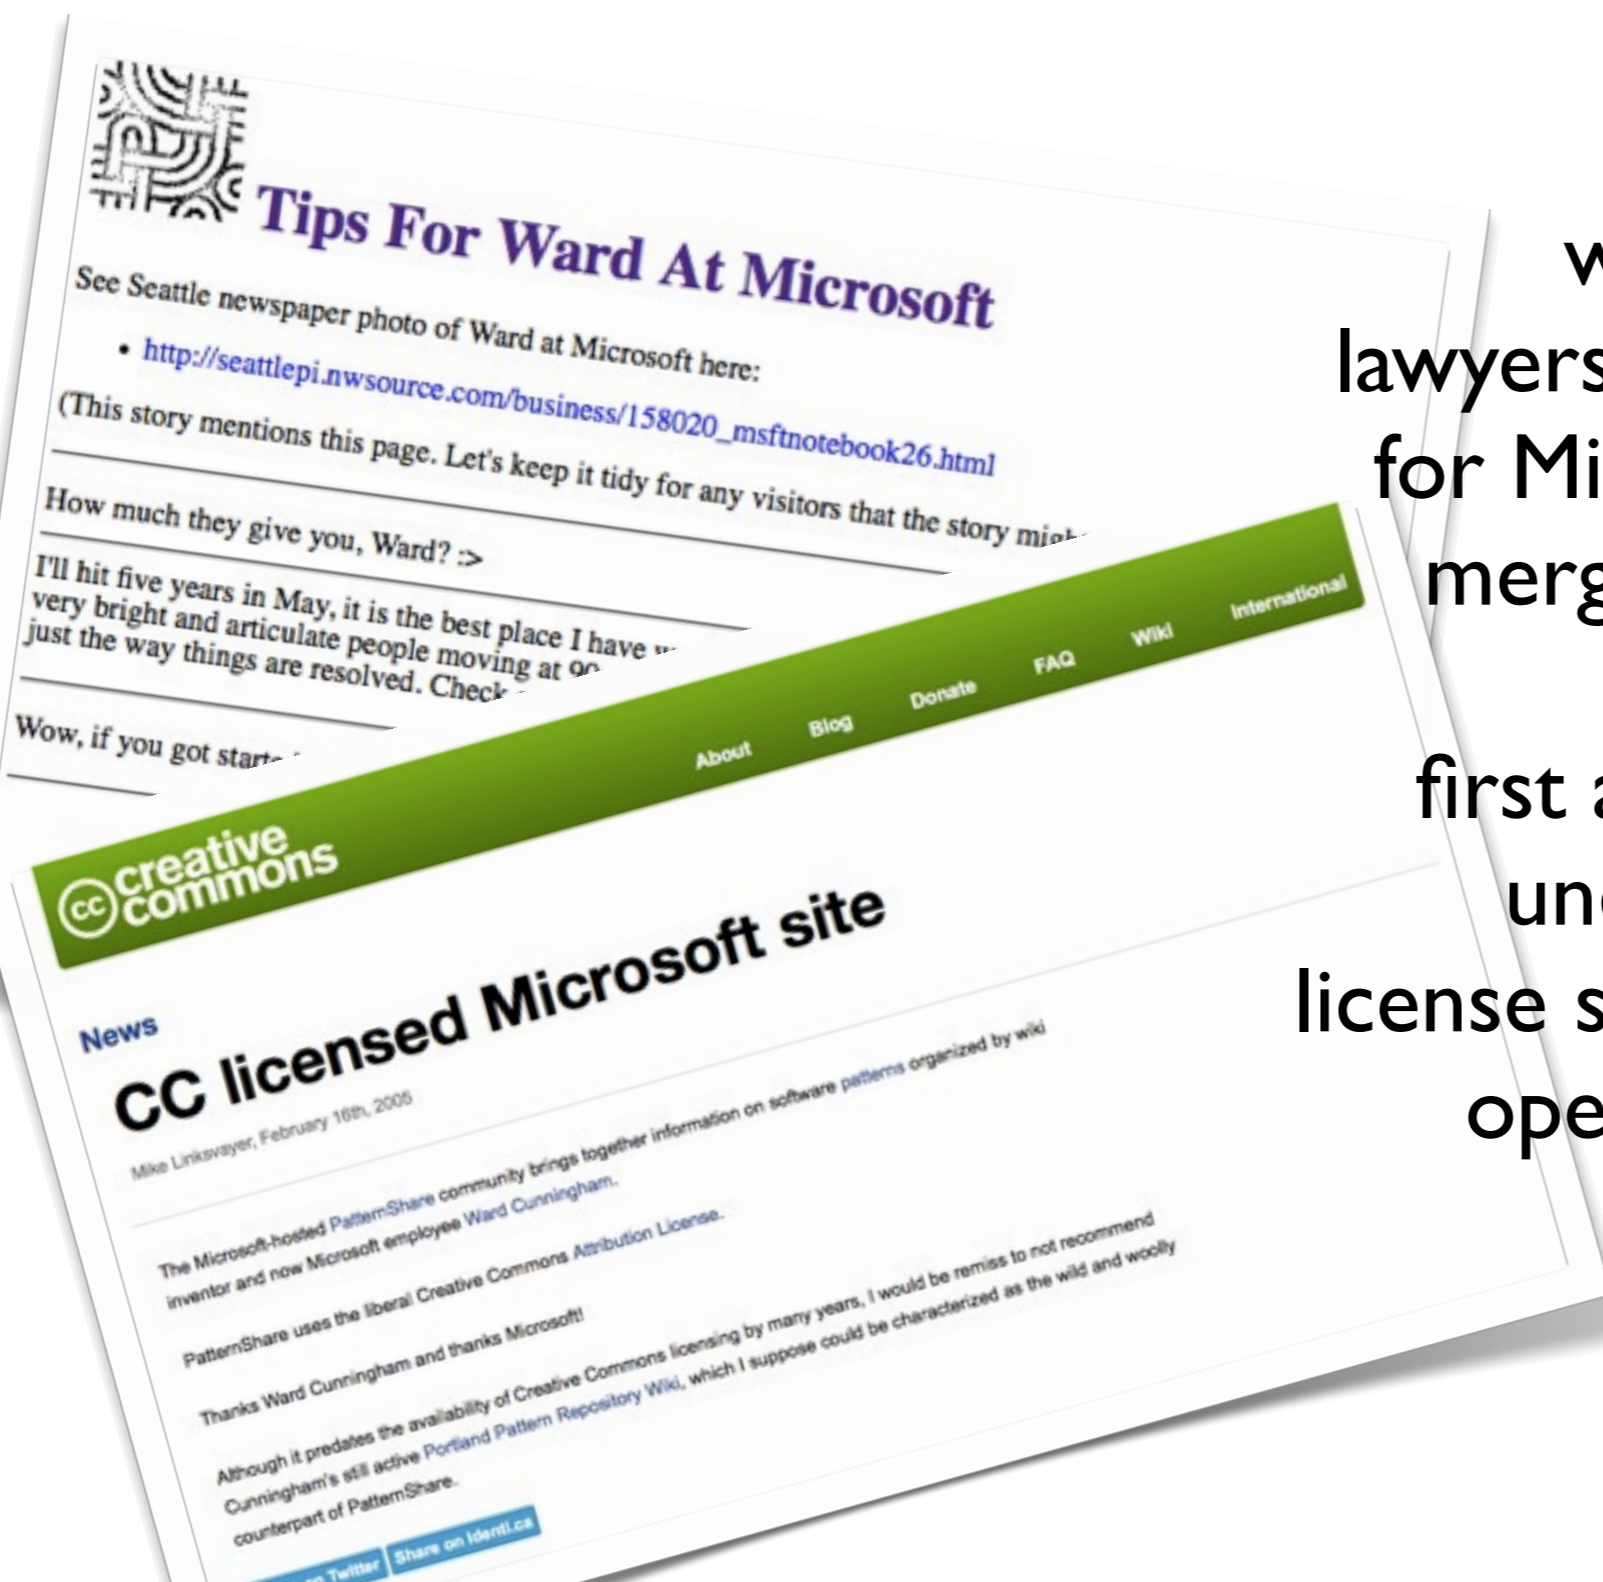 Tips For Ward At Microsoft
See Seattle newspaper photo of Ward at Microsoft here:
• http://seattlepi.nwsource.com/business/158020_msftnotebook26.html
(This story mentions this page. Let's keep it tidy for any visitors that the story
How much they give you, Ward? :>
I'll hit five years in May, it is the best place I have
very bright and articulate people moving at
just the way things are resolved. Check
Wow, if you got
creative
commons
cc
About Blog Donate FAQ Wiki International
News
CC licensed Microsoft site
Mike Linksvayer, February 16th, 2005
The Microsoft-hosted PatternShare community brings together information on software patterns organized by wiki
inventor and now Microsoft employee Ward Cunningham.
PatternShare uses the liberal Creative Commons Attribution License.
Thanks Ward Cunningham and thanks Microsoft!
Although it predates the availability of Creative Commons licensing by many years, I would be remiss to not recommend
Cunningham's still active Portland Pattern Repository Wiki, which I suppose could be characterized as the wild and woolly
counterpart of PatternShare.
on Twitter Share on Identi.ca
lawyers
for Mi
merg
first
un
license s
ope